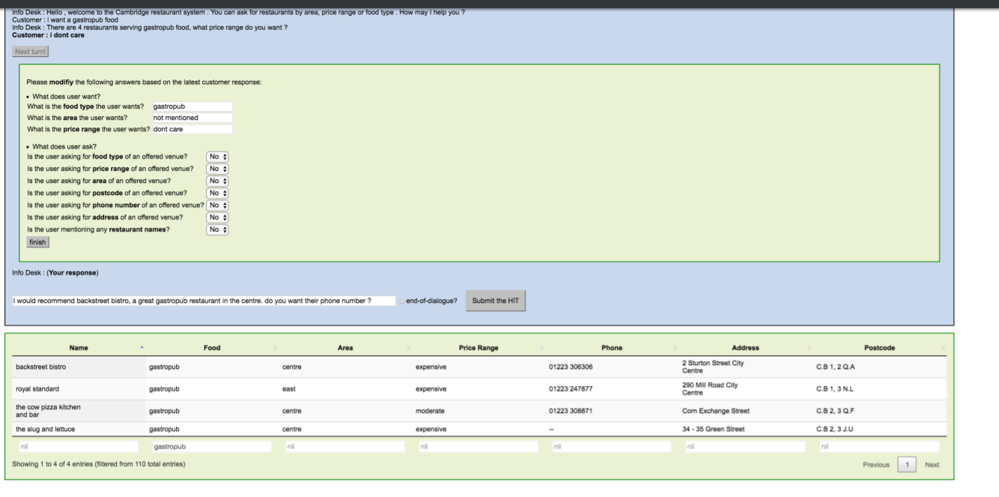 Info Desk : Hello , welcome to the Cambridge restaurant system . You can ask for restaurants by area, price range or food type . How may I help you ?
Customer : i want a gastropub food
Info Desk : There are 4 restaurants serving gastropub food, what price range do you want ?
Customer : i dont care
Next turn!
Please modifiy the following answers based on the latest customer response:
• What does user want?
What is the food type the user wants? gastropub
What is the area the user wants? not mentioned
What is the price range the user wants? dont care
• What does user ask?
Is the user asking for food type of an offered venue? No
Is the user asking for price range of an offered venue? No
Is the user asking for area of an offered venue? No
Is the user asking for postcode of an offered venue? No
Is the user asking for phone number of an offered venue? No
Is the user asking for address of an offered venue? No
Is the user mentioning any restaurant names? No
finish
Info Desk : (Your response)
I would recommend backstreet bistro, a great gastropub restaurant in the centre. do you want their phone number ? end-of-dialogue? Submit the HIT
Name Food Area Price Range Phone Address Postcode
backstreet bistro gastropub centre expensive 01223 306306 2 Sturton Street City
Centre C.B 1, 2 Q.A
royal standard gastropub east expensive 01223 247877 290 Mill Road City
Centre C.B 1, 3 N.L
the cow pizza kitchen
and bar gastropub centre moderate 01223 308871 Corn Exchange Street C.B 2, 3 Q.F
the slug and lettuce gastropub centre expensive -- 34 - 35 Green Street C.B 2, 3 J.U
nil gastropub nil nil nil nil nil
Showing 1 to 4 of 4 entries (filtered from 110 total entries) Previous 1 Next